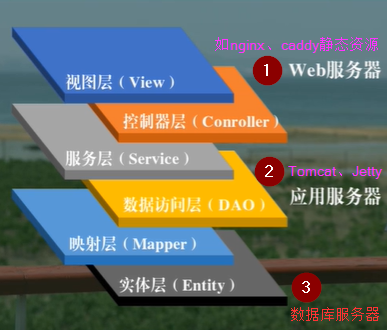 如nginx、caddy静态资源
1 Web服务器
视图层（View）
控制器层（Conroller）
服务层（Service）
2 Tomcat、Jetty
应用服务器
数据访问层（DAO）
映射层（Mapper）
实体层（Entity）
3
数据库服务器